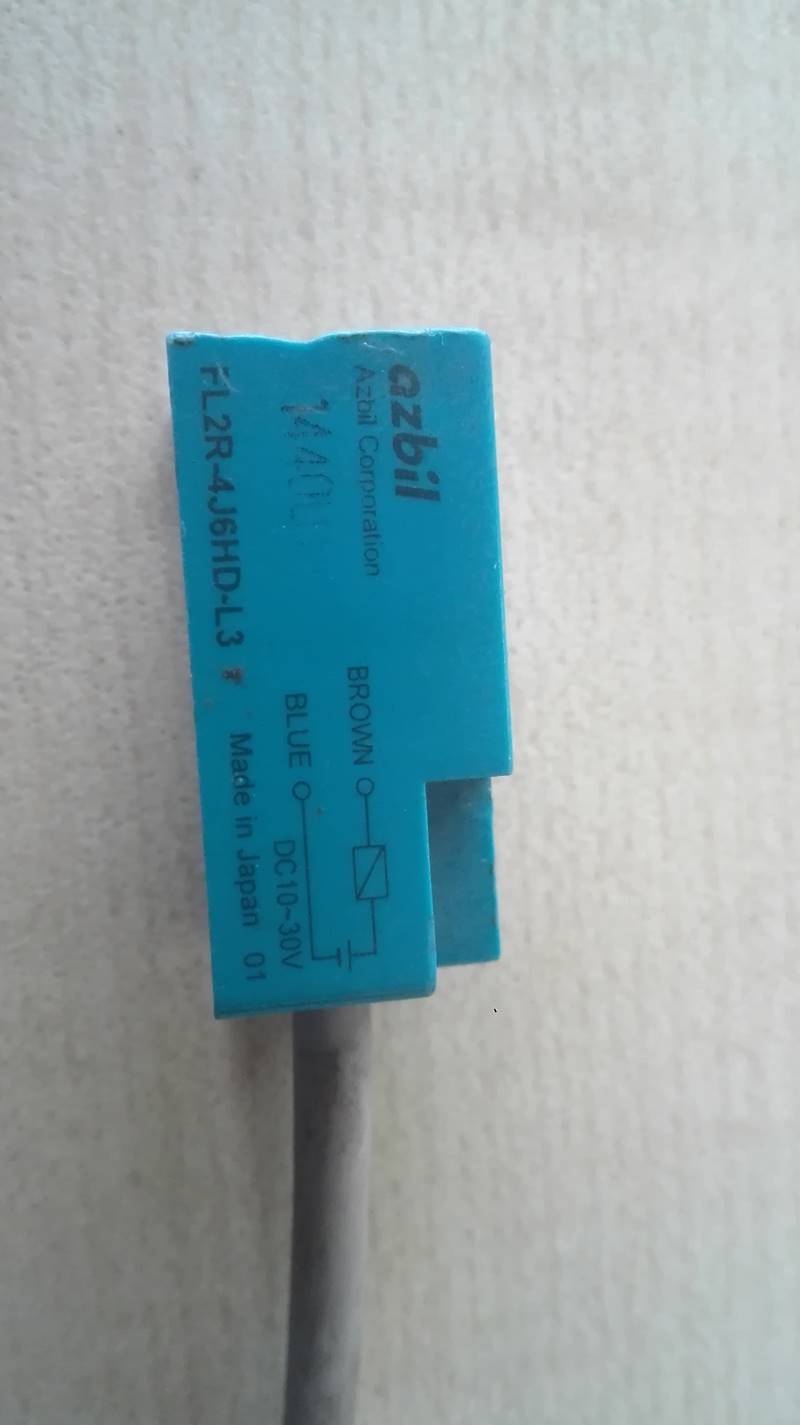 azbil
Azbil Corporation
BROWN
BLUE
DC10~30V
FL2R-4J6HD-L3
Made in Japan 01